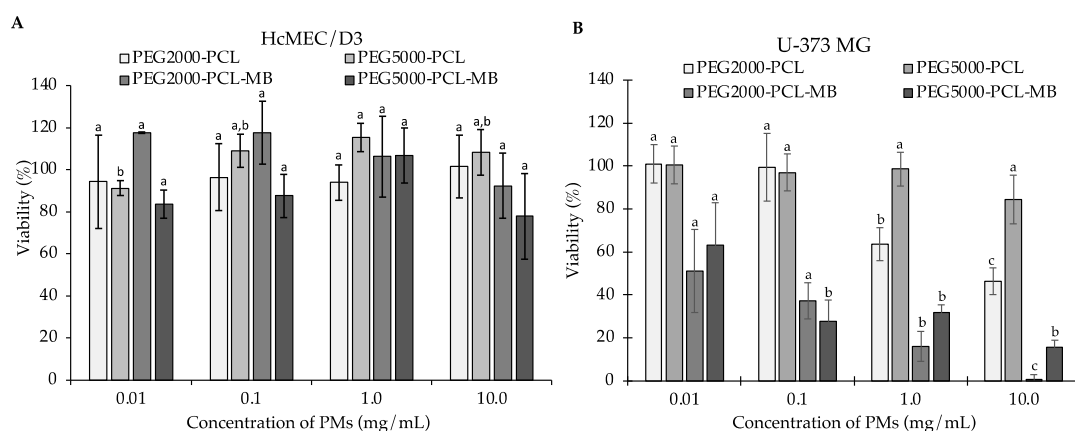 A
HcMEC/D3
PEG2000-PCL
PEG5000-PCL
PEG2000-PCL-MB
PEG5000-PCL-MB
140
120
100
80
60
40
20
0
Viability (%)
a b a a
a a,b a a
a a a a
a a,b a a
0.01 0.1 1.0 10.0
Concentration of PMs (mg/mL)
B
U-373 MG
PEG2000-PCL
PEG5000-PCL
PEG2000-PCL-MB
PEG5000-PCL-MB
140
120
100
80
60
40
20
0
Viability (%)
a a a a
a a a b
b a b b
c a c b
0.01 0.1 1.0 10.0
Concentration of PMs (mg/mL)